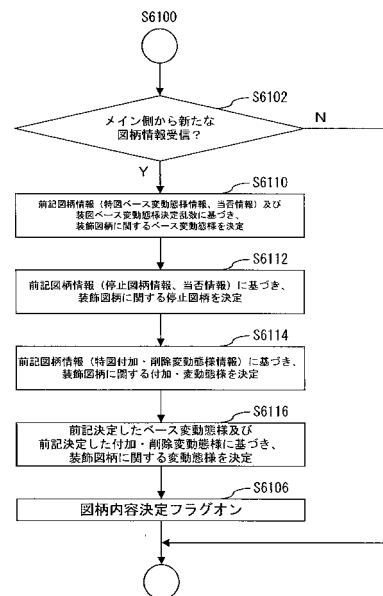 S6100
S6102
メイン側から新たな
図柄情報受信？
N
Y
S6110
前記図柄情報（特図ベース変動態様情報、当否情報）及び
装図ベース変動態様決定乱数に基づき、
装飾図柄に関するベース変動態様を決定
S6112
前記図柄情報（停止図柄情報、当否情報）に基づき、
装飾図柄に関する停止図柄を決定
S6114
前記図柄情報（特図付加・削除変動態様情報）に基づき、
装飾図柄に関する付加・変動態様を決定
S6116
前記決定したベース変動態様及び
前記決定した付加・削除変動態様に基づき、
装飾図柄に関する変動態様を決定
S6106
図柄内容決定フラグオン